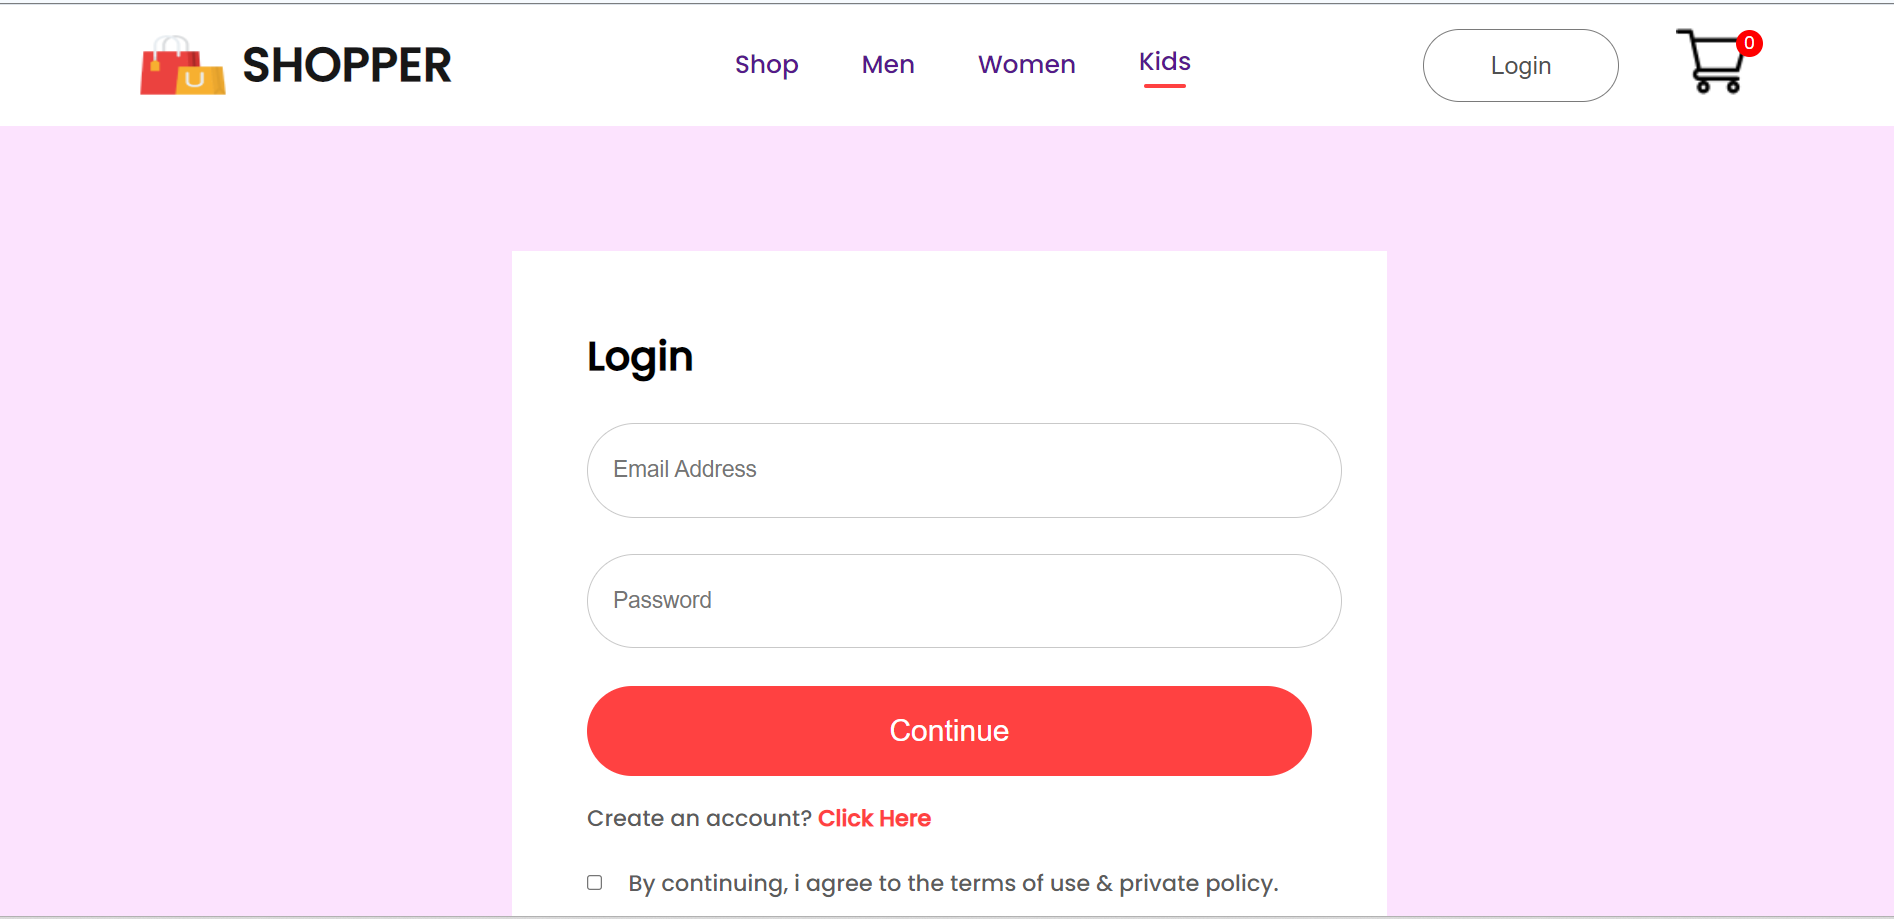 U SHOPPER
Shop Men Women Kids
Login
0
Login
Email Address
Password
Continue
Create an account? Click Here
By continuing, i agree to the terms of use & private policy.